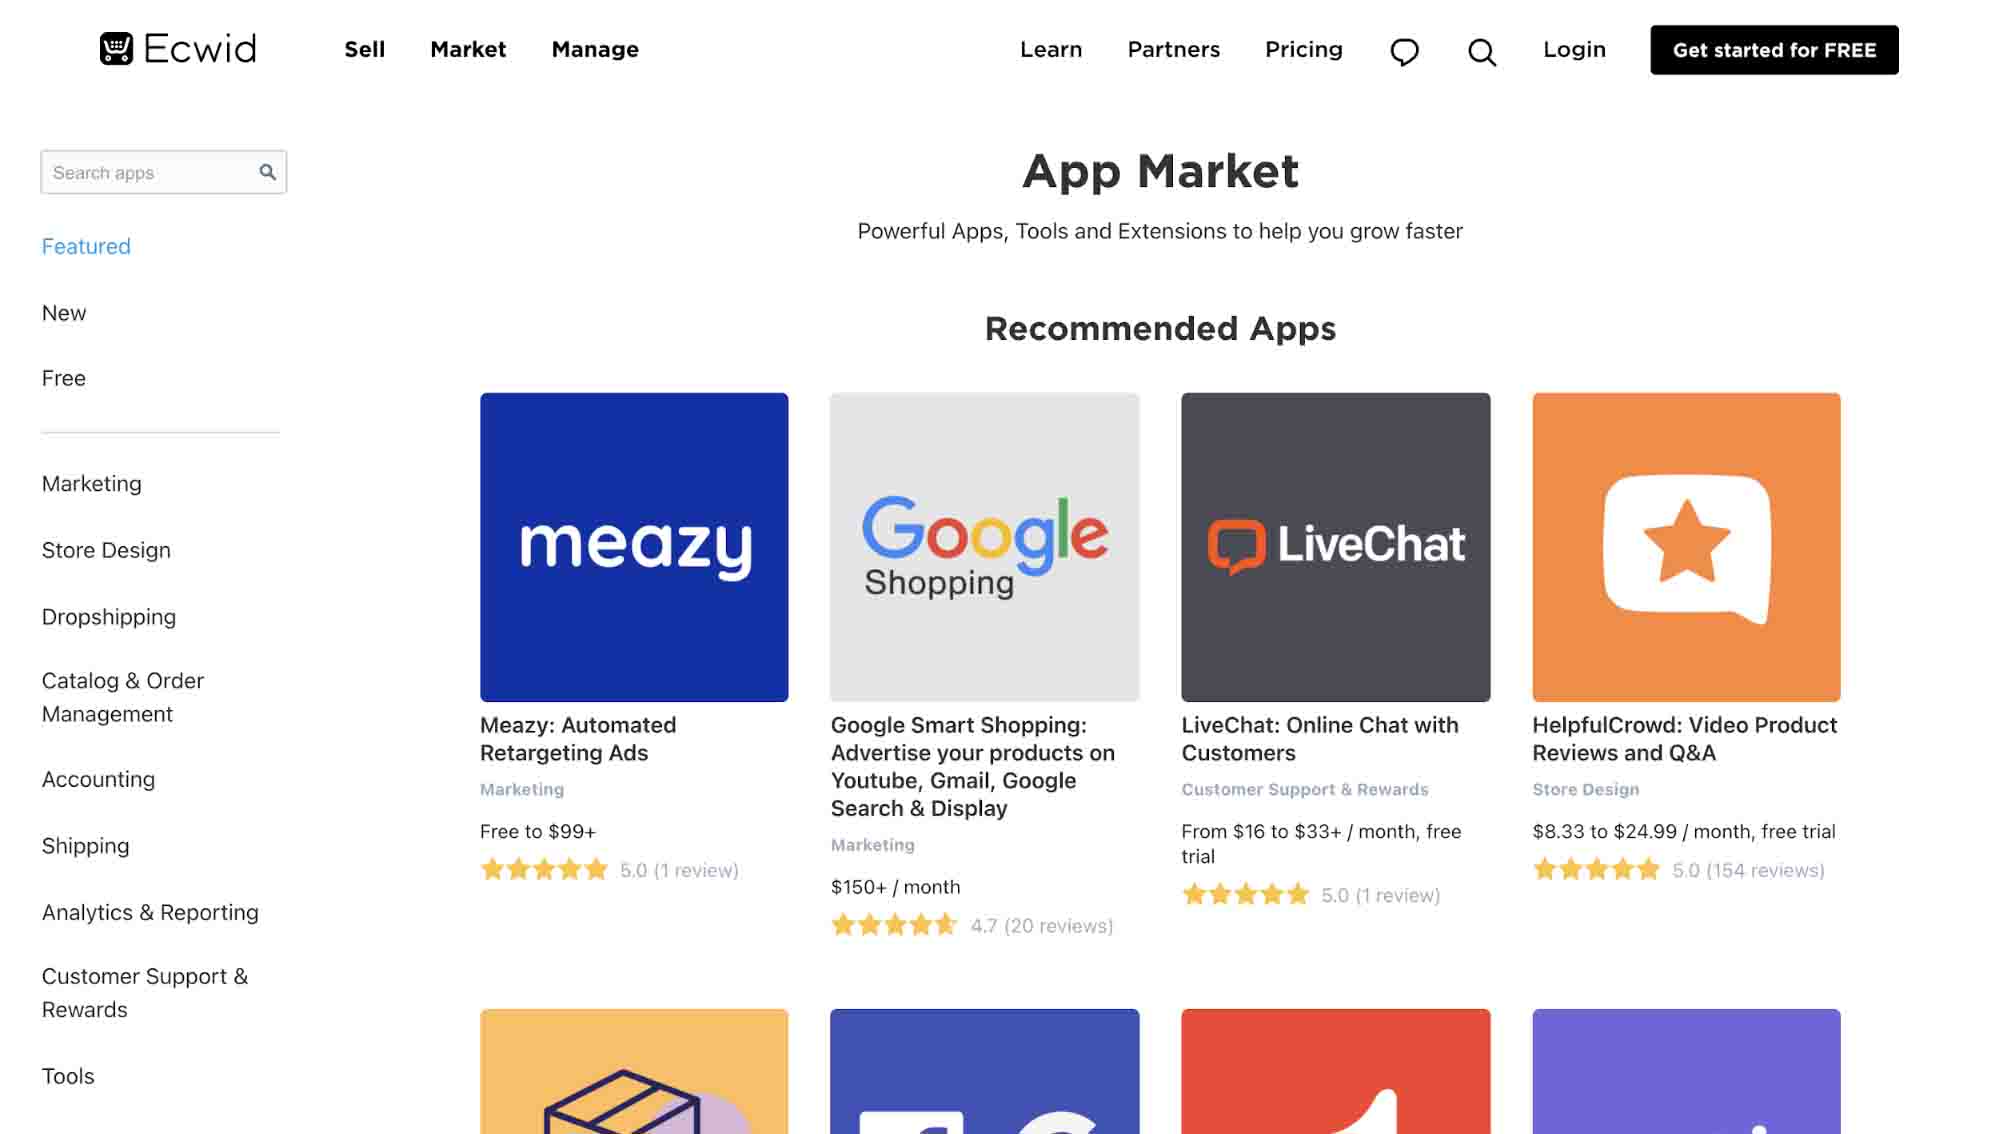 Ecwid
Sell Market Manage
Learn Partners Pricing Login Get started for FREE
Search apps
Featured
New
Free
Marketing
Store Design
Dropshipping
Catalog & Order
Management
Accounting
Shipping
Analytics & Reporting
Customer Support &
Rewards
Tools
App Market
Powerful Apps, Tools and Extensions to help you grow faster
Recommended Apps
meazy
Meazy: Automated
Retargeting Ads
Marketing
Free to $99+
5.0 (1 review)
Google
Shopping
Google Smart Shopping:
Advertise your products on
Youtube, Gmail, Google
Search & Display
Marketing
$150+ / month
4.7 (20 reviews)
LiveChat
LiveChat: Online Chat with
Customers
Customer Support & Rewards
From $16 to $33+ / month, free
trial
5.0 (1 review)
HelpfulCrowd: Video Product
Reviews and Q&A
Store Design
$8.33 to $24.99 / month, free trial
5.0 (154 reviews)